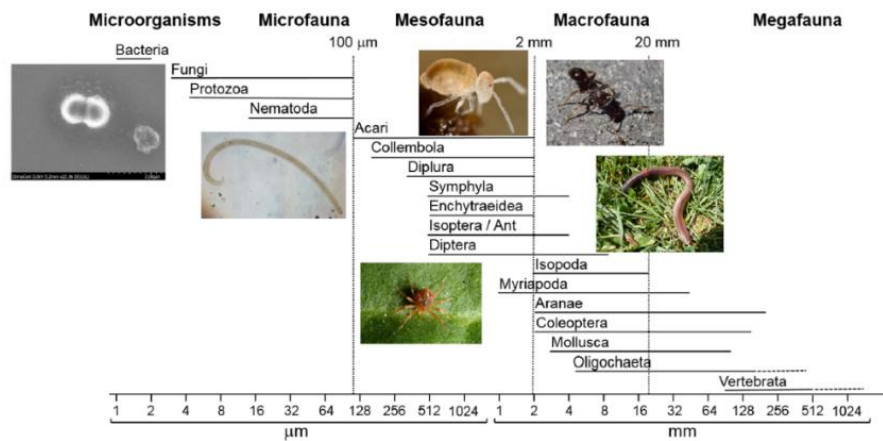 Microorganisms Microfauna Mesofauna Macrofauna Megafauna
100 µm 2 mm 20 mm
Bacteria
Fungi
Protozoa
Nematoda
Acari
Collembola
Diplura
Symphyla
Enchytraeidea
Isoptera / Ant
Diptera
Isopoda
Myriapoda
Aranae
Coleoptera
Mollusca
Oligochaeta
Vertebrata
1 2 4 8 16 32 64 128 256 512 1024 1 2 4 8 16 32 64 128 256 512 1024
µm mm